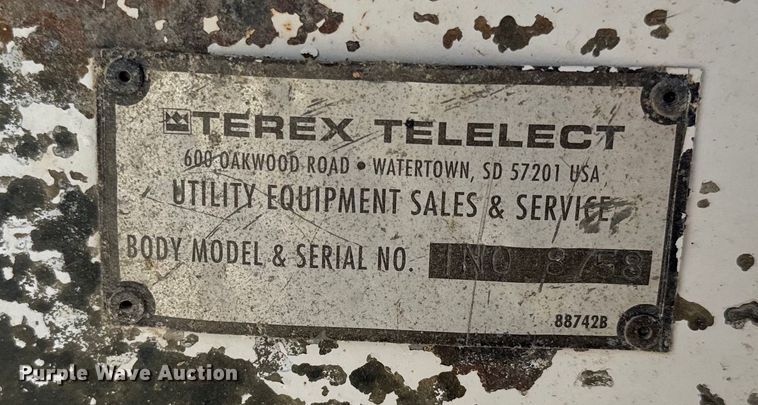 TEREX TELELECT
600 OAKWOOD ROAD • WATERTOWN, SD 57201 USA
UTILITY EQUIPMENT SALES & SERVICE
BODY MODEL & SERIAL NO.
88742B
Purple Wave Auction